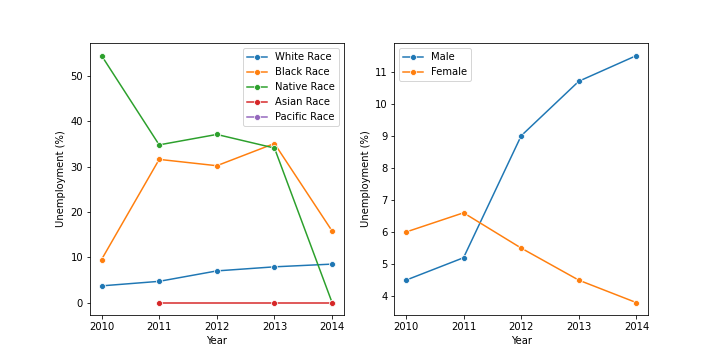 Unemployment (%)
50
40
30
20
10
0
2010 2011 2012 2013 2014
Year
White Race
Black Race
Native Race
Asian Race
Pacific Race
Unemployment (%)
11
10
9
8
7
6
5
4
2010 2011 2012 2013 2014
Year
Male
Female